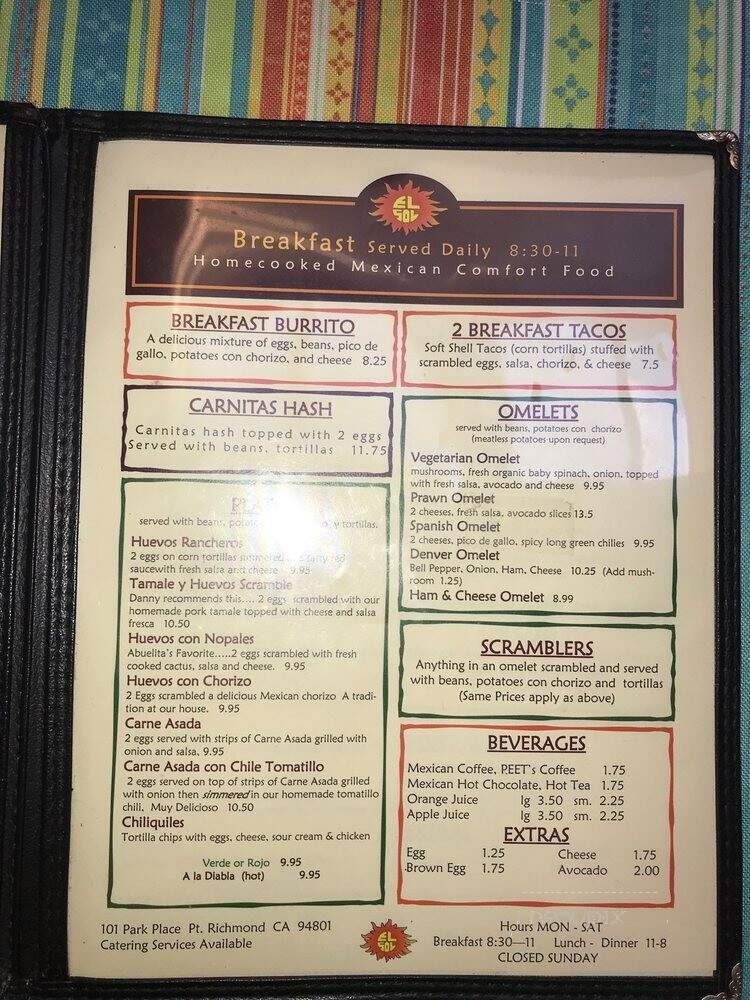 EL
SOL
Breakfast Served Daily 8:30-11
Homecooked Mexican Comfort Food
BREAKFAST BURRITO
A delicious mixture of eggs, beans, pico de
gallo, potatoes con chorizo, and cheese 8.25
2 BREAKFAST TACOS
Soft Shell Tacos (corn tortillas) stuffed with
scrambled eggs, salsa, chorizo, & cheese 7.5
CARNITAS HASH
Carnitas hash topped with 2 eggs
Served with beans, tortillas 11.75
served with beans, tortillas,
Huevos Rancheros
2 eggs on corn tortillas simmered red
saucewith fresh salsa and cheese 9.95
Tamale y Huevos Scramble
Danny recommends this.... 2 eggs scrambled with our
homemade pork tamale topped with cheese and salsa
fresca 10.50
Huevos con Nopales
Abuelita's Favorite.....2 eggs scrambled with fresh
cooked cactus, salsa and cheese. 9.95
Huevos con Chorizo
2 Eggs scrambled a delicious Mexican chorizo A tradi-
tion at our house. 9.95
Carne Asada
2 eggs served with strips of Carne Asada grilled with
onion and salsa, 9.95
Carne Asada con Chile Tomatillo
2 eggs served on top of strips of Carne Asada grilled
with onion then simmered in our homemade tomatillo
chili, Muy Delicioso 10.50
Chiliquiles
Tortilla chips with eggs, cheese, sour cream & chicken
Verde or Rojo 9.95
A la Diabla (hot) 9.95
OMELETS
served with beans, potatoes con chorizo
(meatless potatoes upon request)
Vegetarian Omelet
mushrooms, fresh organic baby spinach, onion, topped
with fresh salsa, avocado and cheese 9.95
Prawn Omelet
2 cheeses, fresh salsa, avocado slices 13.5
Spanish Omelet
2 cheeses, pico de gallo, spicy long green chilies 9.95
Denver Omelet
Bell Pepper, Onion, Ham, Cheese 10.25 (Add mush-
room 1.25)
Ham & Cheese Omelet 8.99
SCRAMBLERS
Anything in an omelet scrambled and served
with beans, potatoes con chorizo and tortillas
(Same Prices apply as above)
BEVERAGES
Mexican Coffee, PEET's Coffee 1.75
Mexican Hot Chocolate, Hot Tea 1.75
Orange Juice lg 3.50 sm. 2.25
Apple Juice lg 3.50 sm. 2.25
EXTRAS
Egg 1.25 Cheese 1.75
Brown Egg 1.75 Avocado 2.00
101 Park Place Pt. Richmond CA 94801
Catering Services Available
EL
SOL
Hours MON - SAT
Breakfast 8:30—11 Lunch - Dinner 11-8
CLOSED SUNDAY